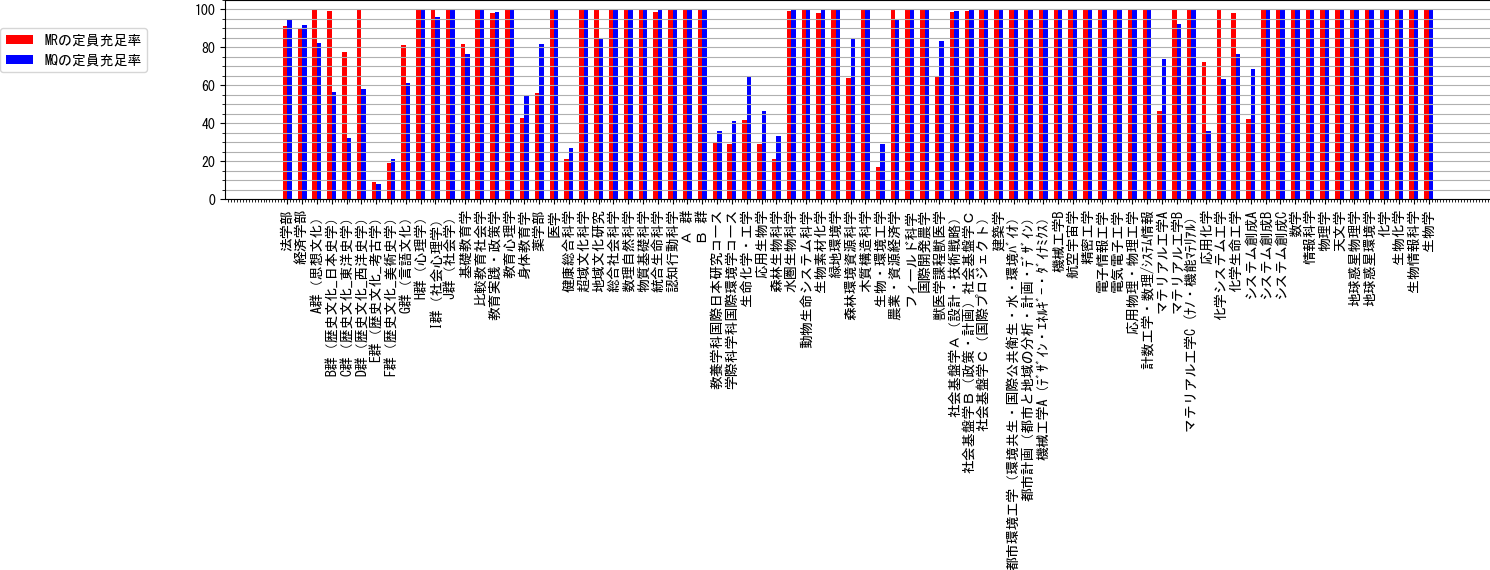 MRの定員充足率
MQの定員充足率
100
80
60
40
20
0
法学部
経済学部
A群（思想文化）
B群（歴史文化_日本史学）
C群（歴史文化_東洋史学）
D群（歴史文化_西洋史学）
E群（歴史文化_考古学）
F群（歴史文化_美術史学）
G群（言語文化）
H群（心理学）
I群（社会心理学）
J群（社会学）
基礎教育学
比較教育社会学
教育実践・政策学
教育心理学
身体教育学
薬学部
医学
健康総合科学
超域文化科学
地域文化研究
総合社会科学
数理自然科学
物質基礎科学
統合生命科学
認知行動科学
Ａ 群
Ｂ 群
教養学科国際日本研究コース
学際科学科国際環境学コース
生命化学・工学
応用生物学
森林生物科学
水圏生物科学
動物生命システム科学
生物素材化学
緑地環境学
森林環境資源科学
木質構造科学
生物・環境工学
農業・資源経済学
フィールド科学
国際開発農学
獣医学課程獣医学
社会基盤学Ａ（設計・技術戦略）
社会基盤学Ｂ（政策・計画）社会基盤学Ｃ
社会基盤学Ｃ（国際プロジェクト）
建築学
都市環境工学（環境共生・国際公共衛生・水・環境ﾊﾞｲｵ）
都市計画（都市と地域の分析・計画・ﾃﾞｻﾞｲﾝ）
機械工学A（ﾃﾞｻﾞｲﾝ・ｴﾈﾙｷﾞｰ・ﾀﾞｲﾅﾐｸｽ）
機械工学B
航空宇宙学
精密工学
電子情報工学
電気電子工学
応用物理・物理工学
計数工学・数理/ｼｽﾃﾑ情報
マテリアル工学A
マテリアル工学B
マテリアル工学C（ナノ・機能ﾏﾃﾘｱﾙ）
応用化学
化学システム工学
化学生命工学
システム創成A
システム創成B
システム創成C
数学
情報科学
物理学
天文学
地球惑星物理学
地球惑星環境学
化学
生物化学
生物情報科学
生物学